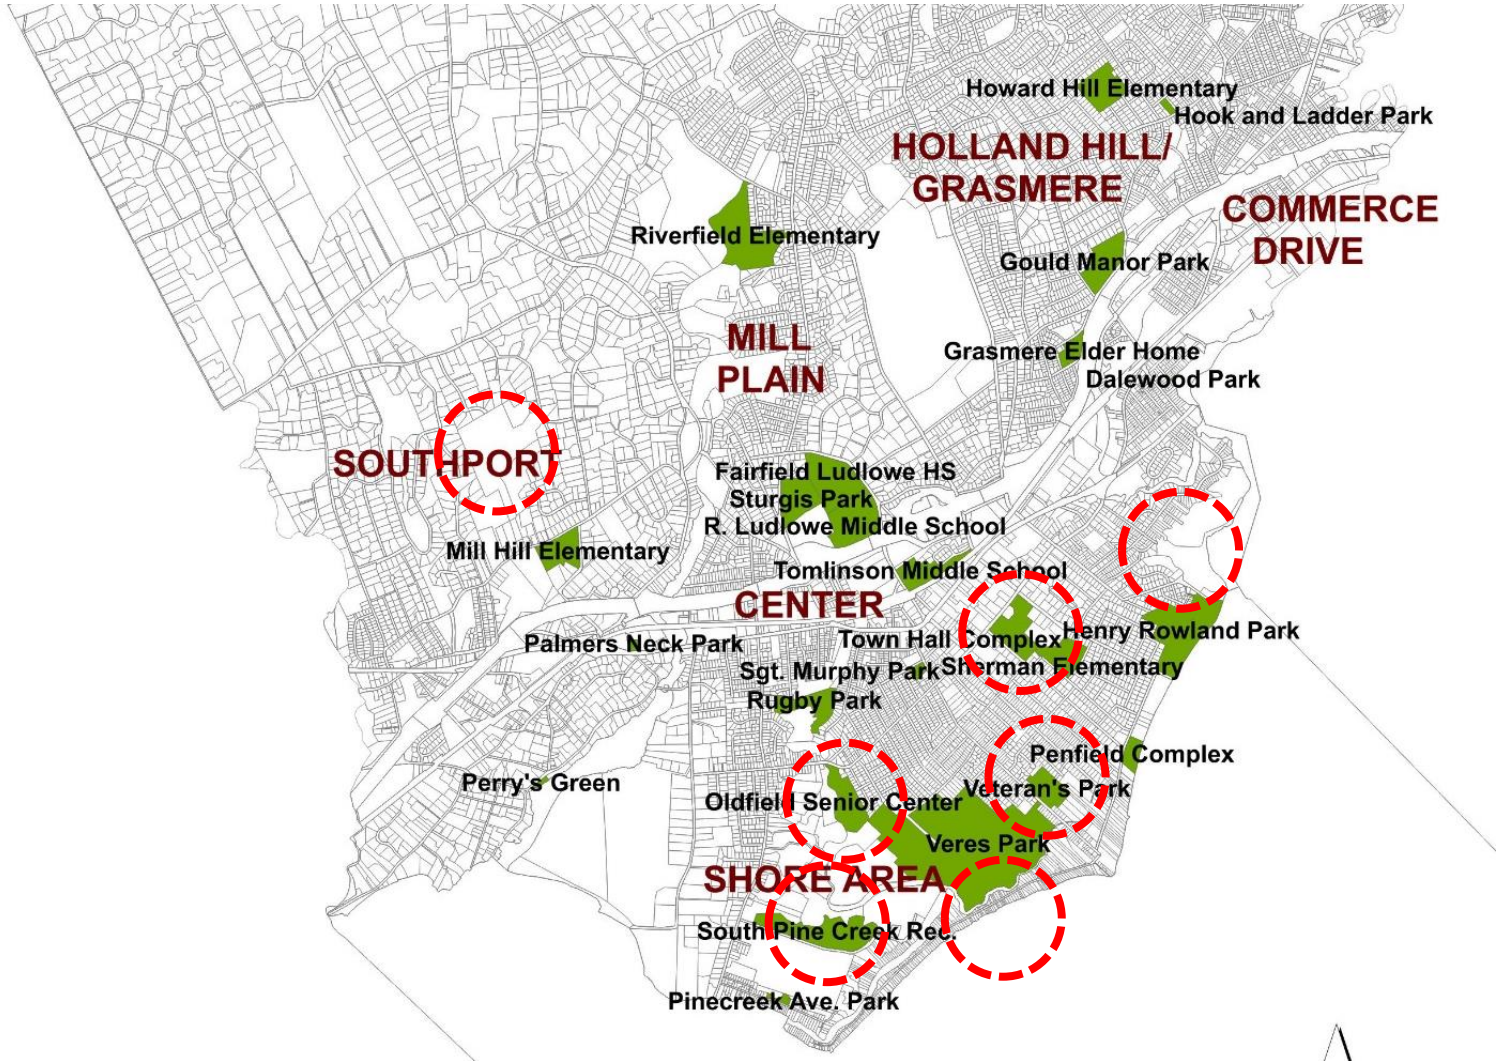 Howard Hill Elementary
Hook and Ladder Park
HOLLAND HILL/
GRASMERE
COMMERCE
DRIVE
Riverfield Elementary
Gould Manor Park
MILL
PLAIN
Grasmere Elder Home
Dalewood Park
SOUTHPORT
Fairfield Ludlowe HS
Sturgis Park
R. Ludlowe Middle School
Mill Hill Elementary
Tomlinson Middle School
CENTER
Palmers Neck Park
Town Hall Complex
Henry Rowland Park
Sgt. Murphy Park
Sherman Elementary
Rugby Park
Penfield Complex
Perry's Green
Veteran's Park
Oldfield Senior Center
Veres Park
SHORE AREA
South Pine Creek Rec.
Pinecreek Ave. Park